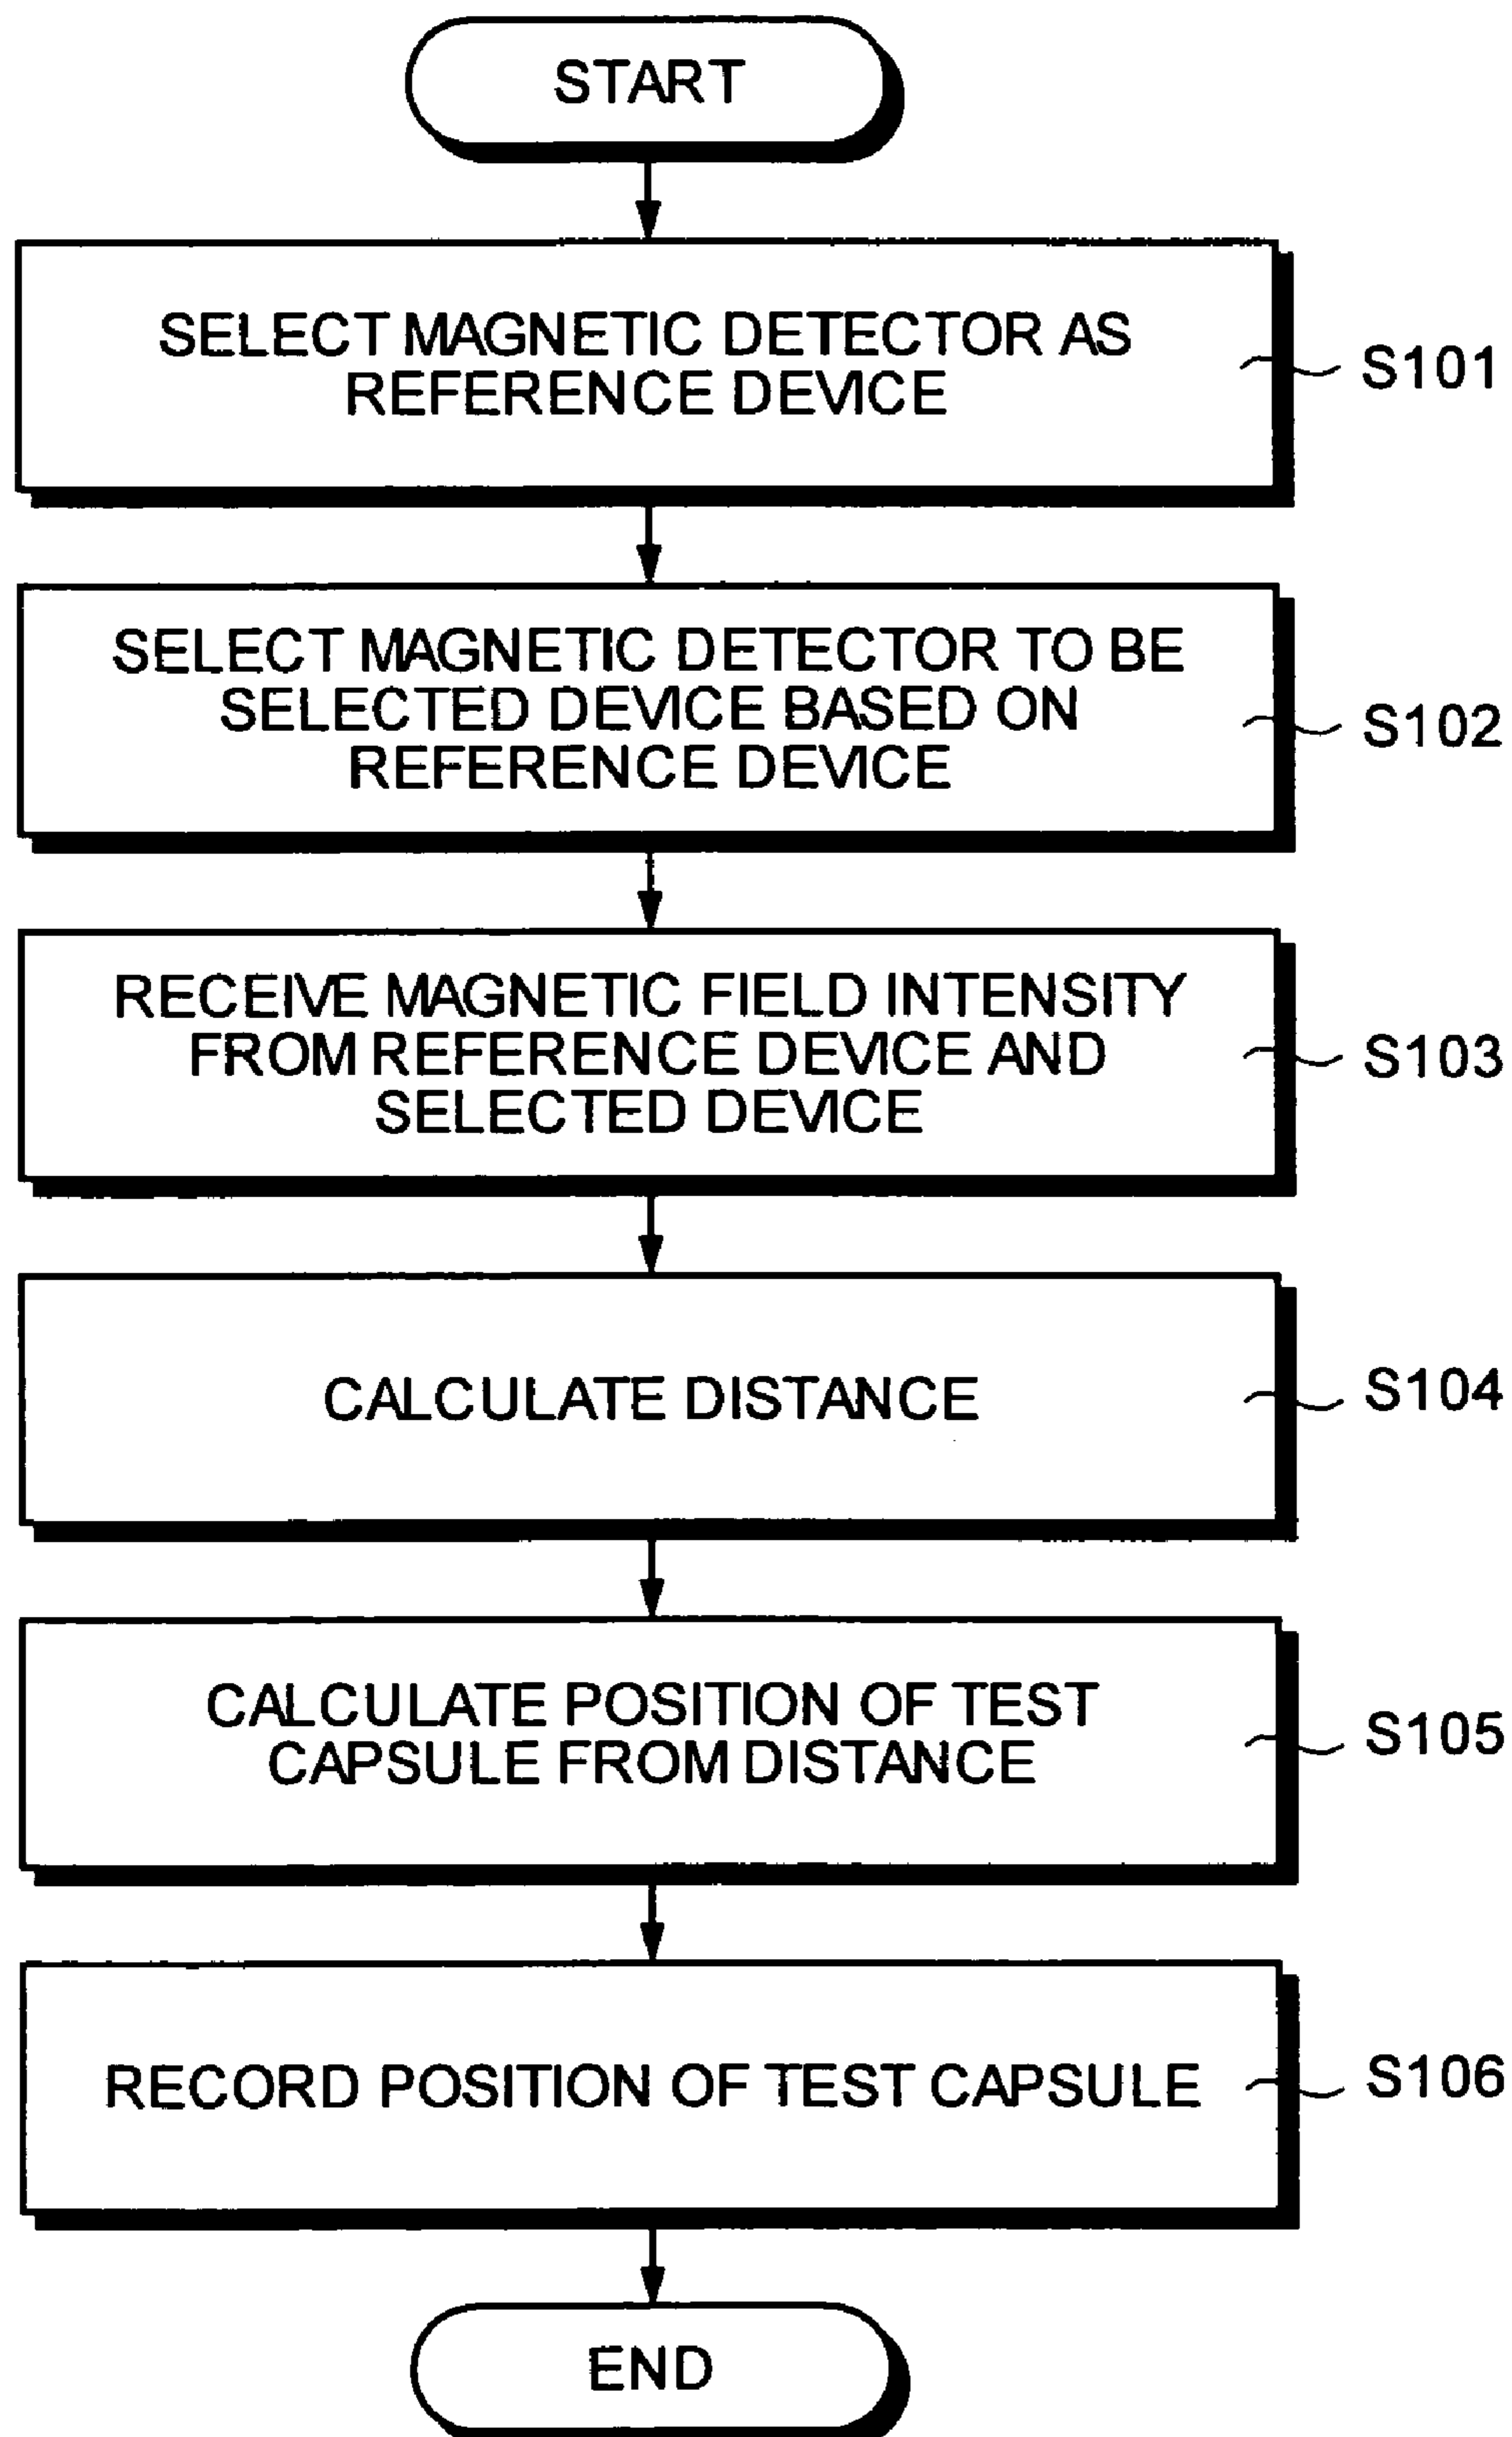 START
SELECT MAGNETIC DETECTOR AS
REFERENCE DEVICE
S101
SELECT MAGNETIC DETECTOR TO BE
SELECTED DEVICE BASED ON
REFERENCE DEVICE
S102
RECEIVE MAGNETIC FIELD INTENSITY
FROM REFERENCE DEVICE AND
SELECTED DEVICE
S103
CALCULATE DISTANCE
S104
CALCULATE POSITION OF TEST
CAPSULE FROM DISTANCE
S105
RECORD POSITION OF TEST CAPSULE
S106
END